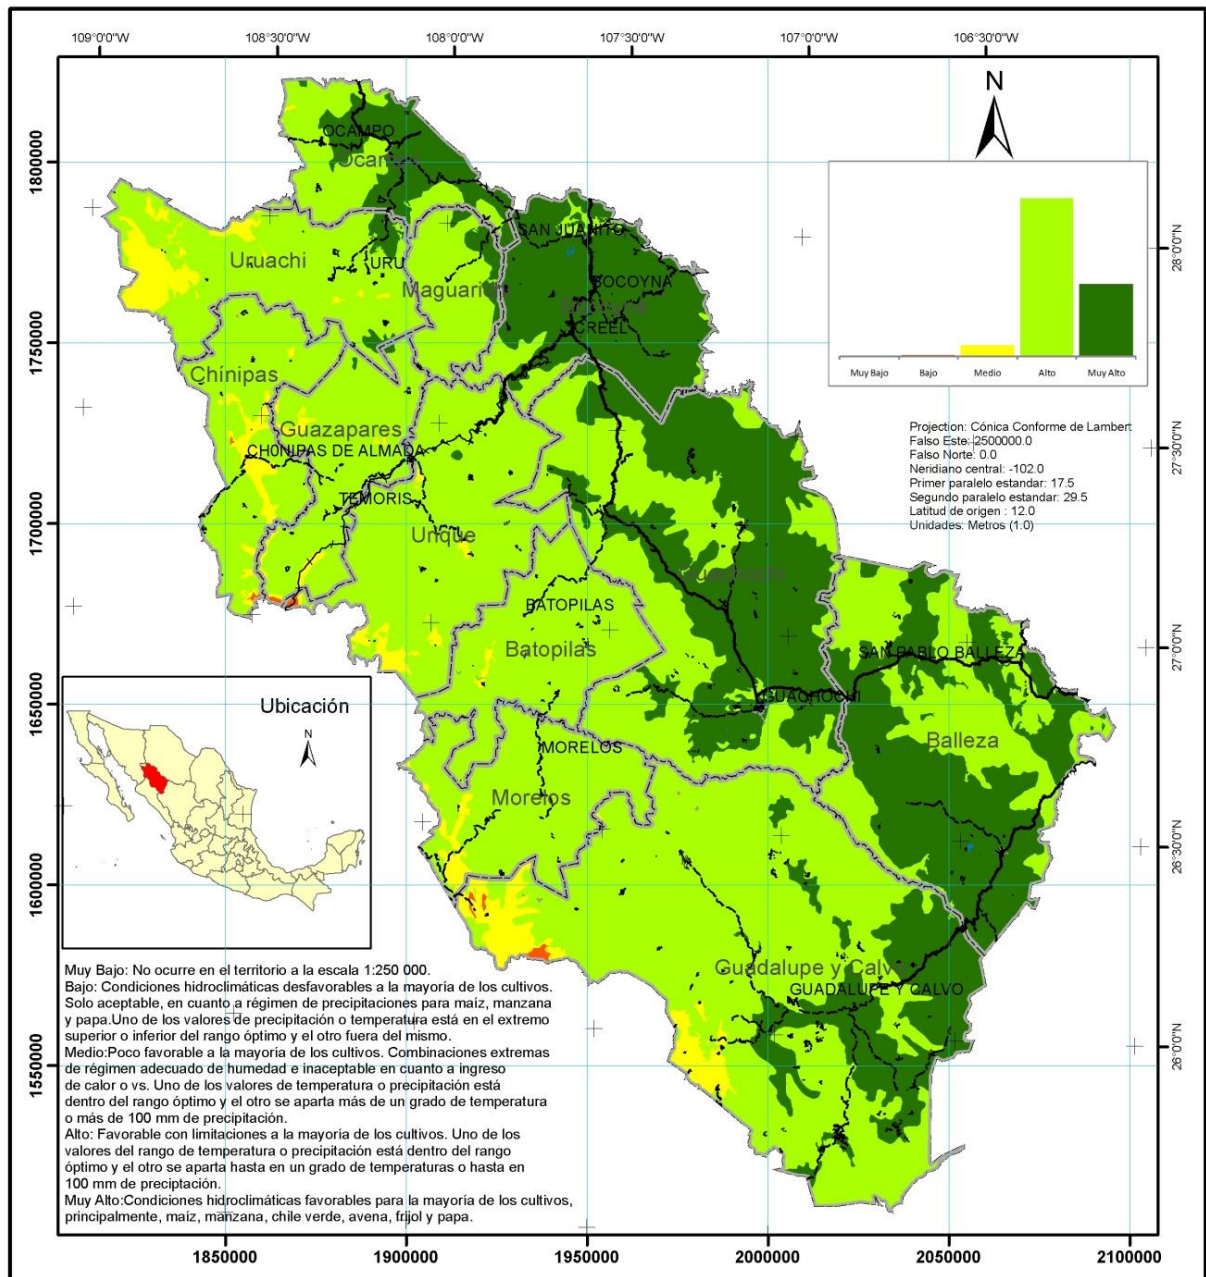 109°0'0"W 108°30'0"W 108°0'0"W 107°30'0"W 107°0'0"W 106°30'0"W
N
1800000
1750000
1700000
1650000
1600000
1550000
28°0'0"N
27°30'0"N
27°0'0"N
26°30'0"N
26°0'0"N
OCAMPO
SAN JUANITO
Uruachi
URU
Maguari
CREEL
Chínipas
Guazapares
CH0NIPAS DE ALMADA
TEMORIS
Urique
BATOPILAS
Batopilas
SAN PABLO BALLEZA
GUACHOCHI
Balleza
MORELOS
Morelos
Guadalupe y Calv
GUADALUPE Y CALVO
Muy Bajo Bajo Medio Alto Muy Alto
Projection: Cónica Conforme de Lambert
Falso Este: 2500000.0
Falso Norte: 0.0
Neridiano central: -102.0
Primer paralelo estandar: 17.5
Segundo paralelo estandar: 29.5
Latitud de origen : 12.0
Unidades: Metros (1.0)
Ubicación
N
Muy Bajo: No ocurre en el territorio a la escala 1:250 000.
Bajo: Condiciones hidroclimáticas desfavorables a la mayoría de los cultivos.
Solo aceptable, en cuanto a régimen de precipitaciones para maíz, manzana
y papa.Uno de los valores de precipitación o temperatura está en el extremo
superior o inferior del rango óptimo y el otro fuera del mismo.
Medio:Poco favorable a la mayoría de los cultivos. Combinaciones extremas
de régimen adecuado de humedad e inaceptable en cuanto a ingreso
de calor o vs. Uno de los valores de temperatura o precipitación está
dentro del rango óptimo y el otro se aparta más de un grado de temperatura
o más de 100 mm de precipitación.
Alto: Favorable con limitaciones a la mayoría de los cultivos. Uno de los
valores del rango de temperatura o precipitación está dentro del rango
óptimo y el otro se aparta hasta en un grado de temperaturas o hasta en
100 mm de preciptación.
Muy Alto:Condiciones hidroclimáticas favorables para la mayoría de los cultivos,
principalmente, maíz, manzana, chile verde, avena, frijol y papa.
1850000 1900000 1950000 2000000 2050000 2100000